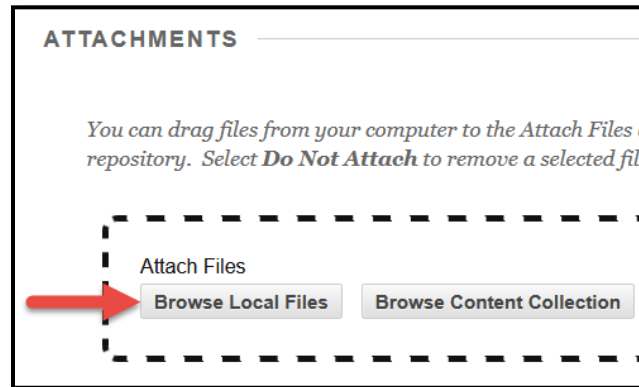 ATTACHMENTS
You can drag files from your computer to the Attach Files
repository. Select Do Not Attach to remove a selected
Attach Files
Browse Local Files Browse Content Collection